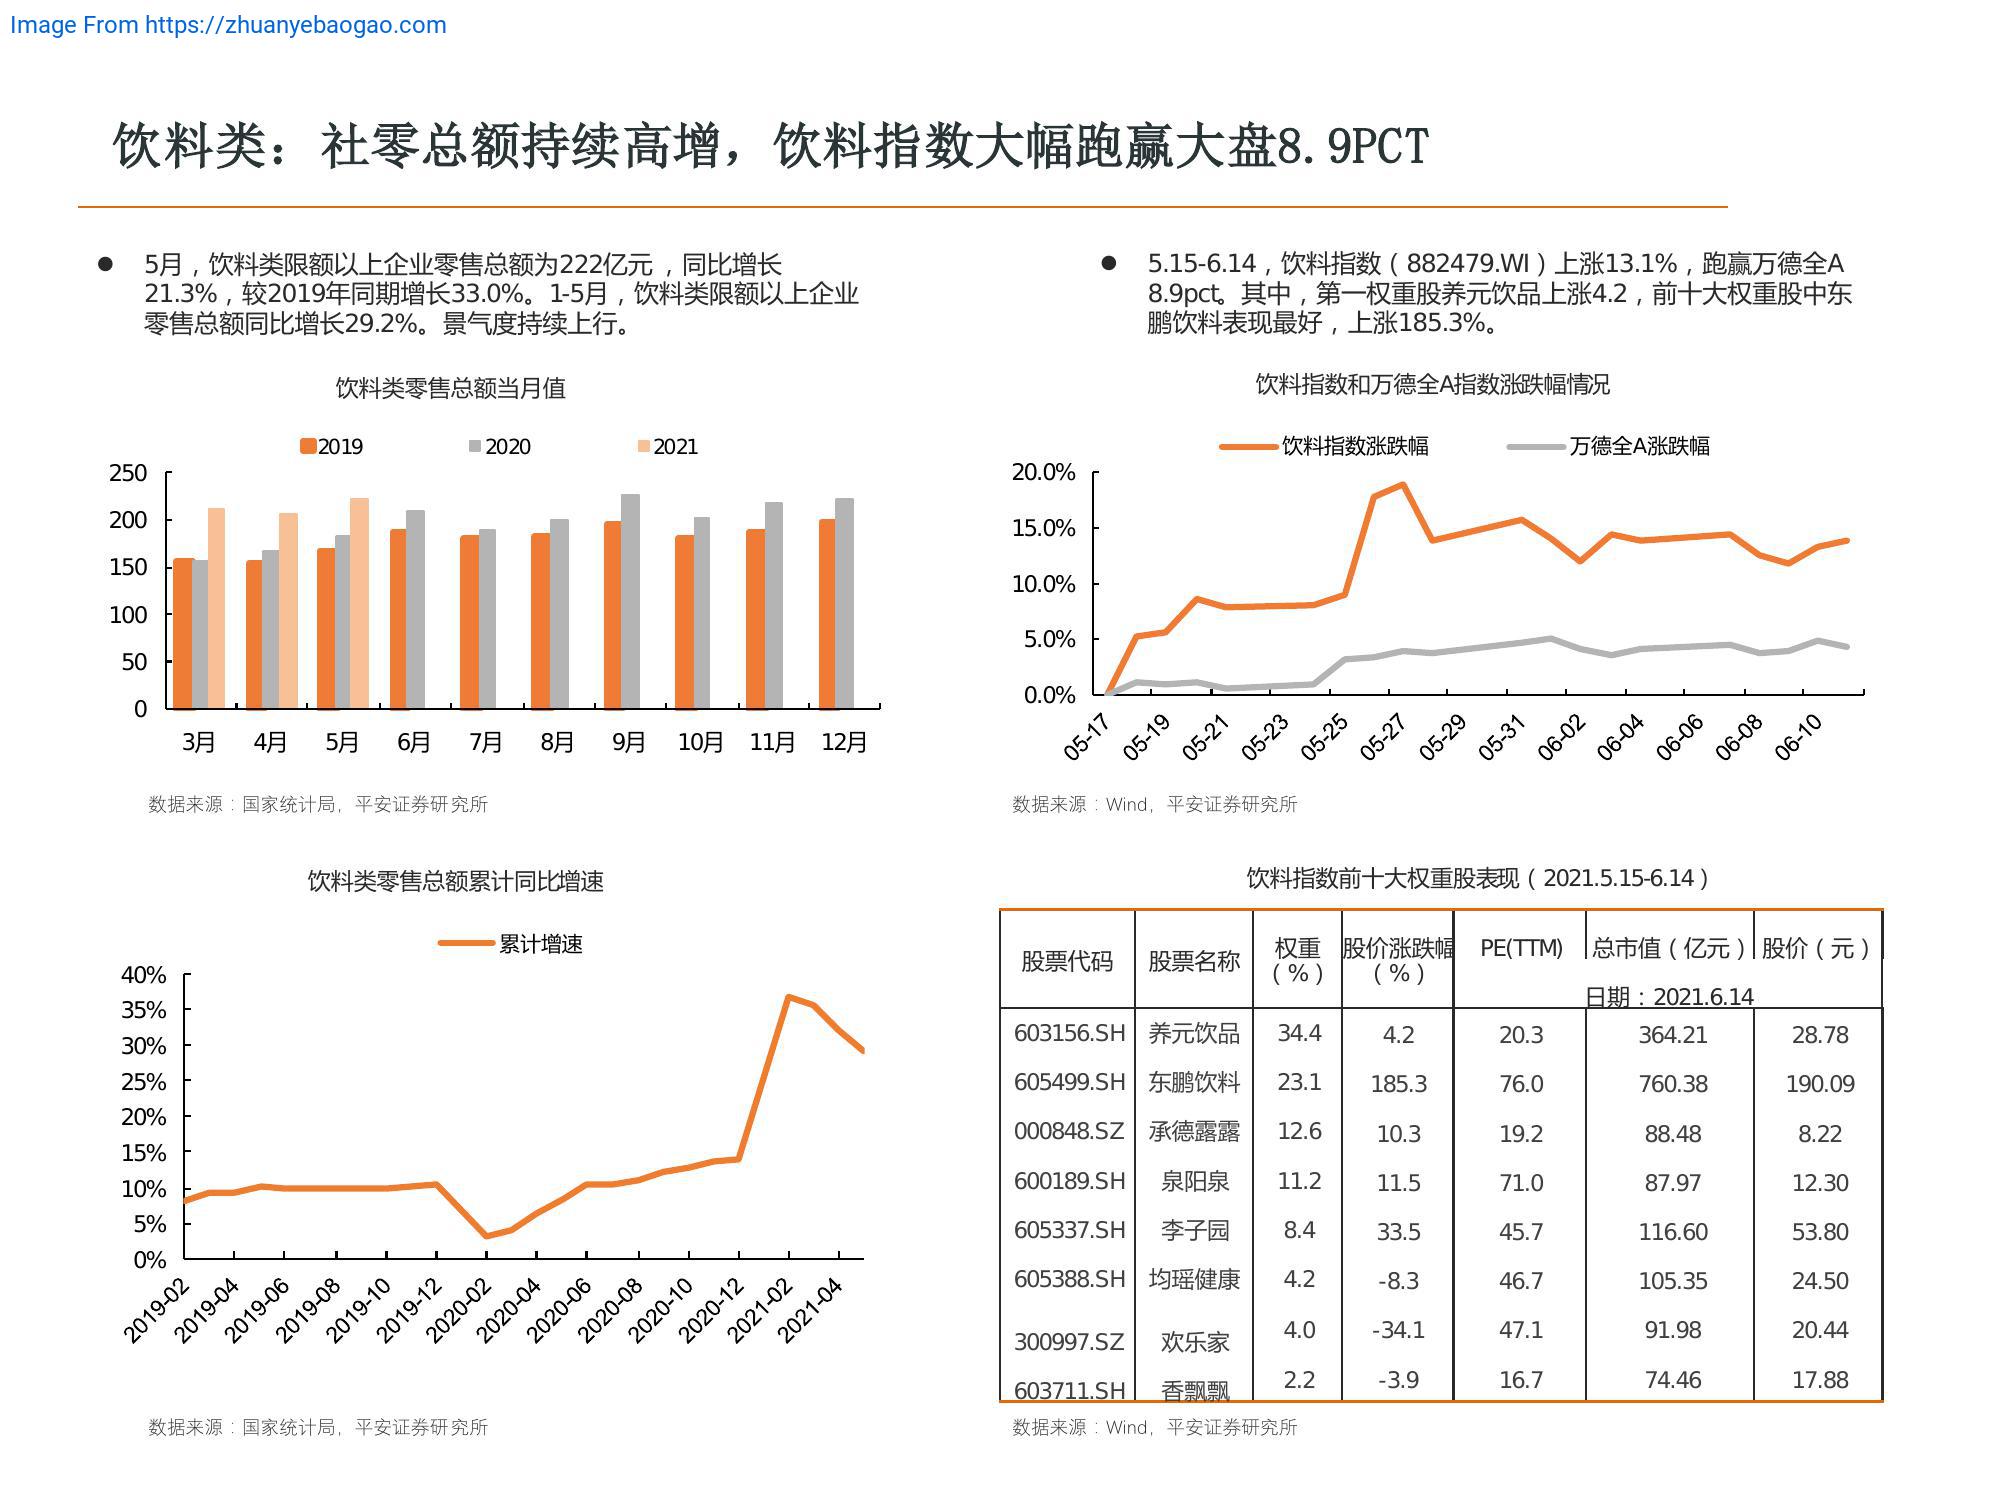 Image From https://zhuanyebaogao.com
饮料类：社零总额持续高增，饮料指数大幅跑赢大盘8.9PCT
● 5月，饮料类限额以上企业零售总额为222亿元，同比增长
21.3%，较2019年同期增长33.0%。1-5月，饮料类限额以上企业
零售总额同比增长29.2%。景气度持续上行。
● 5.15-6.14，饮料指数（882479.WI）上涨13.1%，跑赢万德全A
8.9pct。其中，第一权重股养元饮品上涨4.2，前十大权重股中东
鹏饮料表现最好，上涨185.3%。
饮料类零售总额当月值
2019 2020 2021
250
200
150
100
50
0
3月 4月 5月 6月 7月 8月 9月 10月 11月 12月
数据来源：国家统计局，平安证券研究所
饮料指数和万德全A指数涨跌幅情况
饮料指数涨跌幅 万德全A涨跌幅
20.0%
15.0%
10.0%
5.0%
0.0%
05-17 05-19 05-21 05-23 05-25 05-27 05-29 05-31 06-02 06-04 06-06 06-08 06-10
数据来源：Wind，平安证券研究所
饮料类零售总额累计同比增速
累计增速
40%
35%
30%
25%
20%
15%
10%
5%
0%
2019-02 2019-04 2019-06 2019-08 2019-10 2019-12 2020-02 2020-04 2020-06 2020-08 2020-10 2020-12 2021-02 2021-04
数据来源：国家统计局，平安证券研究所
饮料指数前十大权重股表现（2021.5.15-6.14）
股票代码 股票名称 权重（%） 股价涨跌幅（%） PE(TTM) 总市值（亿元） 股价（元）
日期：2021.6.14
603156.SH 养元饮品 34.4 4.2 20.3 364.21 28.78
605499.SH 东鹏饮料 23.1 185.3 76.0 760.38 190.09
000848.SZ 承德露露 12.6 10.3 19.2 88.48 8.22
600189.SH 泉阳泉 11.2 11.5 71.0 87.97 12.30
605337.SH 李子园 8.4 33.5 45.7 116.60 53.80
605388.SH 均瑶健康 4.2 -8.3 46.7 105.35 24.50
300997.SZ 欢乐家 4.0 -34.1 47.1 91.98 20.44
603711.SH 香飘飘 2.2 -3.9 16.7 74.46 17.88
数据来源：Wind，平安证券研究所